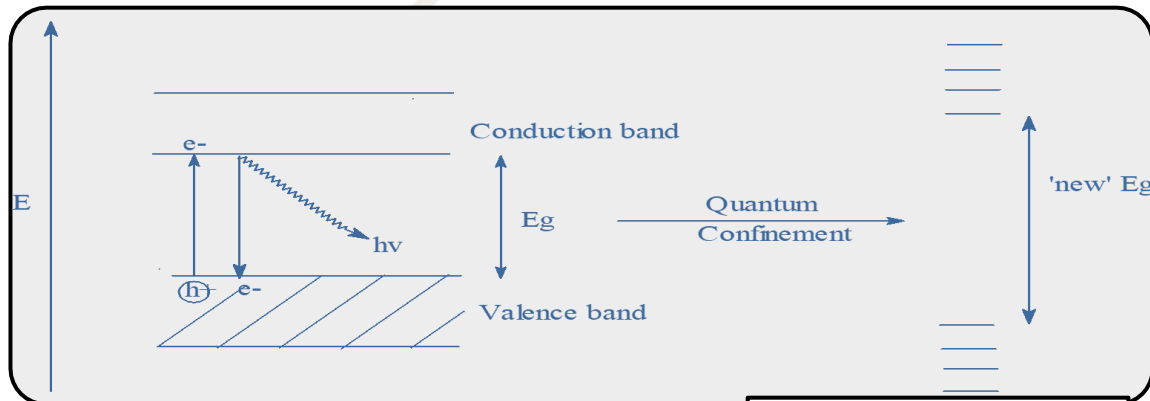 E
e-
Conduction band
Eg
hv
h+
e-
Valence band
Quantum
Confinement
'new' Eg